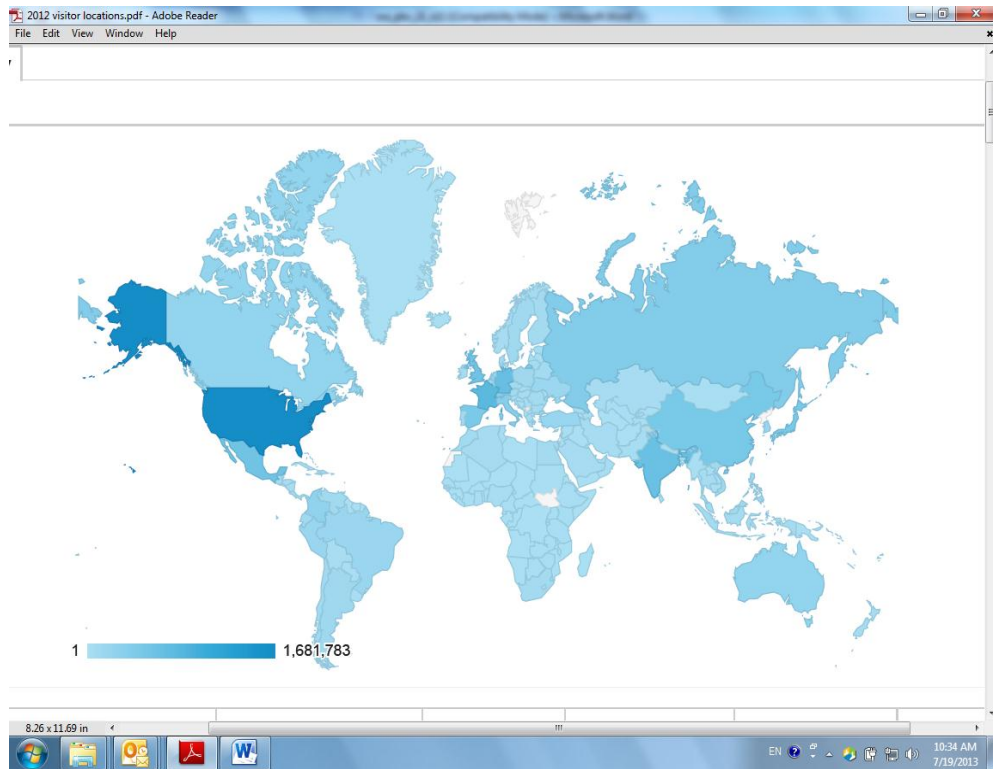 2012 visitor locations.pdf - Adobe Reader
File Edit View Window Help
1
1,681,783
8.26 x 11.69 in
EN
10:34 AM
7/19/2013